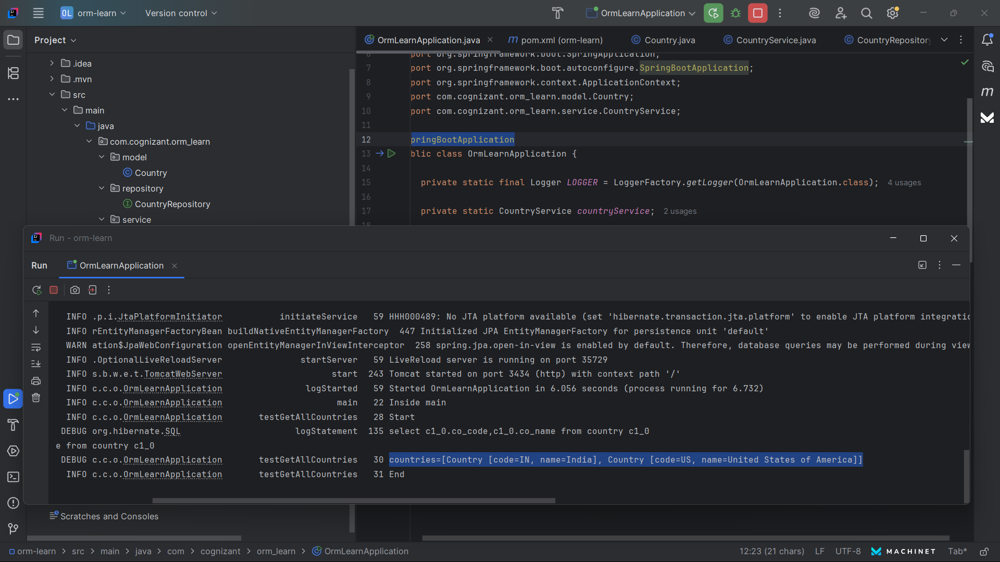 OL orm-learn Version control OrmLearnApplication
Project
OrmLearnApplication.java m pom.xml (orm-learn) Country.java CountryService.java CountryRepository
.idea
.mvn
src
main
java
com.cognizant.orm_learn
model
Country
repository
CountryRepository
service
6 port org.springframework.boot.SpringApplication;
7 port org.springframework.boot.autoconfigure.SpringBootApplication;
8 port org.springframework.context.ApplicationContext;
9 port com.cognizant.orm_learn.model.Country;
10 port com.cognizant.orm_learn.service.CountryService;
11
12 pringBootApplication
13 blic class OrmLearnApplication {
14
15 private static final Logger LOGGER = LoggerFactory.getLogger(OrmLearnApplication.class); 4 usages
16
17 private static CountryService countryService; 2 usages
18
Run - orm-learn
Run OrmLearnApplication
INFO .p.i.JtaPlatformInitiator initiateService 59 HHH000489: No JTA platform available (set 'hibernate.transaction.jta.platform' to enable JTA platform integratio
INFO rEntityManagerFactoryBean buildNativeEntityManagerFactory 447 Initialized JPA EntityManagerFactory for persistence unit 'default'
WARN ation$JpaWebConfiguration openEntityManagerInViewInterceptor 258 spring.jpa.open-in-view is enabled by default. Therefore, database queries may be performed during view
INFO .OptionalLiveReloadServer startServer 59 LiveReload server is running on port 35729
INFO s.b.w.e.t.TomcatWebServer start 243 Tomcat started on port 3434 (http) with context path '/'
INFO c.c.o.OrmLearnApplication logStarted 59 Started OrmLearnApplication in 6.056 seconds (process running for 6.732)
INFO c.c.o.OrmLearnApplication main 22 Inside main
INFO c.c.o.OrmLearnApplication testGetAllCountries 28 Start
DEBUG org.hibernate.SQL logStatement 135 select c1_0.co_code,c1_0.co_name from country c1_0
e from country c1_0
DEBUG c.c.o.OrmLearnApplication testGetAllCountries 30 countries=[Country [code=IN, name=India], Country [code=US, name=United States of America]]
INFO c.c.o.OrmLearnApplication testGetAllCountries 31 End
Scratches and Consoles
orm-learn > src > main > java > com > cognizant > orm_learn > OrmLearnApplication 12:23 (21 chars) LF UTF-8 MACHINET Tab*